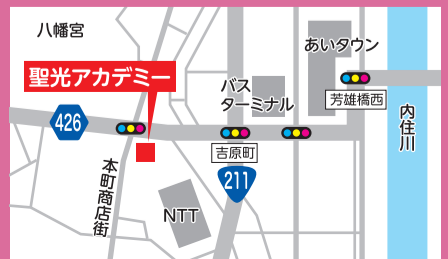 八幡宮
あいタウン
聖光アカデミー
バス
ターミナル
芳雄橋西
426
内住川
本町商店街
吉原町
211
NTT